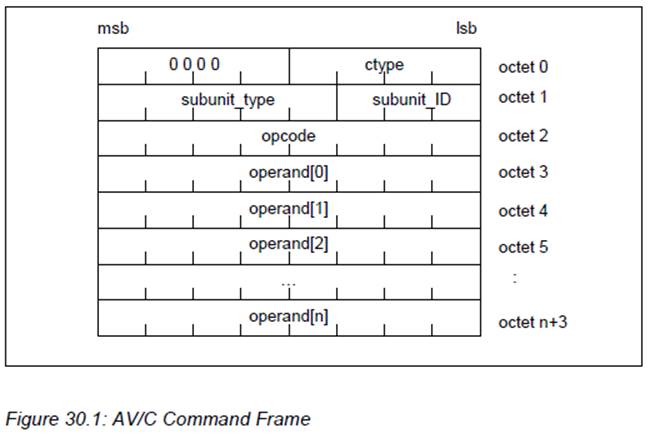 msb lsb
0 0 0 0 ctype octet 0
subunit_type subunit_ID octet 1
opcode octet 2
operand[0] octet 3
operand[1] octet 4
operand[2] octet 5
... :
operand[n] octet n+3
Figure 30.1: AV/C Command Frame